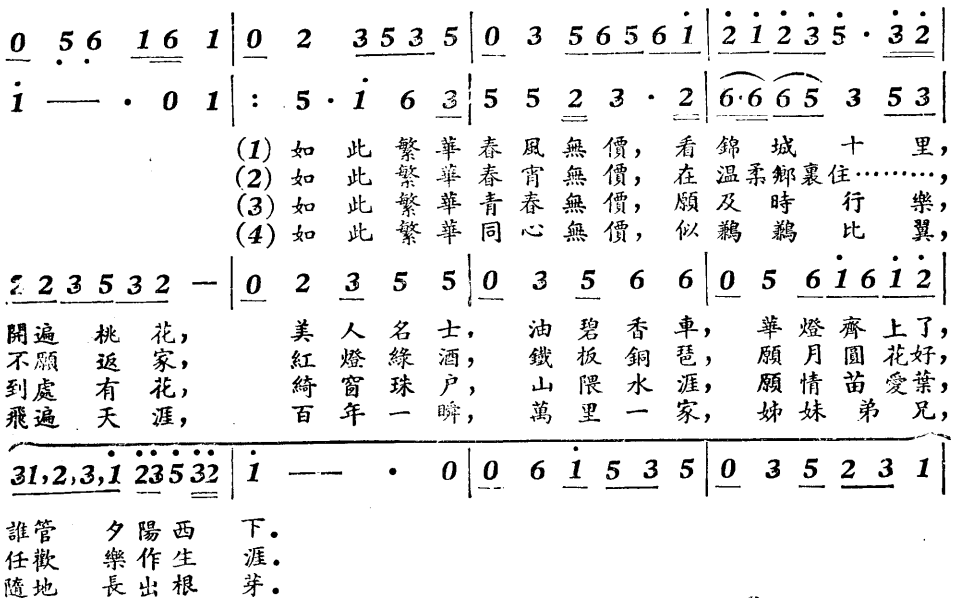 0 5 6 1 6 1 | 0 2 3 5 3 5 | 0 3 5 6 5 6 1 | 2 1 2 3 5 · 3 2 |
1 — · 0 1 | : 5 · 1 6 3 | 5 5 2 3 · 2 | 6 · 6 6 5 3 5 3 |
(1) 如此繁華春風無價，看錦城十里，
(2) 如此繁華春宵無價，在温柔鄉裏住………，
(3) 如此繁華青春無價，願及時行樂，
(4) 如此繁華同心無價，似鶼鶼比翼，
2 2 3 5 3 2 — | 0 2 3 5 5 | 0 3 5 6 6 | 0 5 6 1 6 1 2 |
開遍桃花，美人名士，油碧香車，華燈齊上了，
不願返家，紅燈綠酒，鐵板銅琶，願月圓花好，
到處有花，綺窗珠户，山隈水涯，願情苗愛葉，
飛遍天涯，百年一瞬，萬里一家，姊妹弟兄，
3 1, 2, 3, 1 2 3 5 3 2 | 1 — — · 0 | 0 6 1 5 3 5 | 0 3 5 2 3 1 |
誰管夕陽西下．
任歡樂作生涯．
隨地長出根芽．